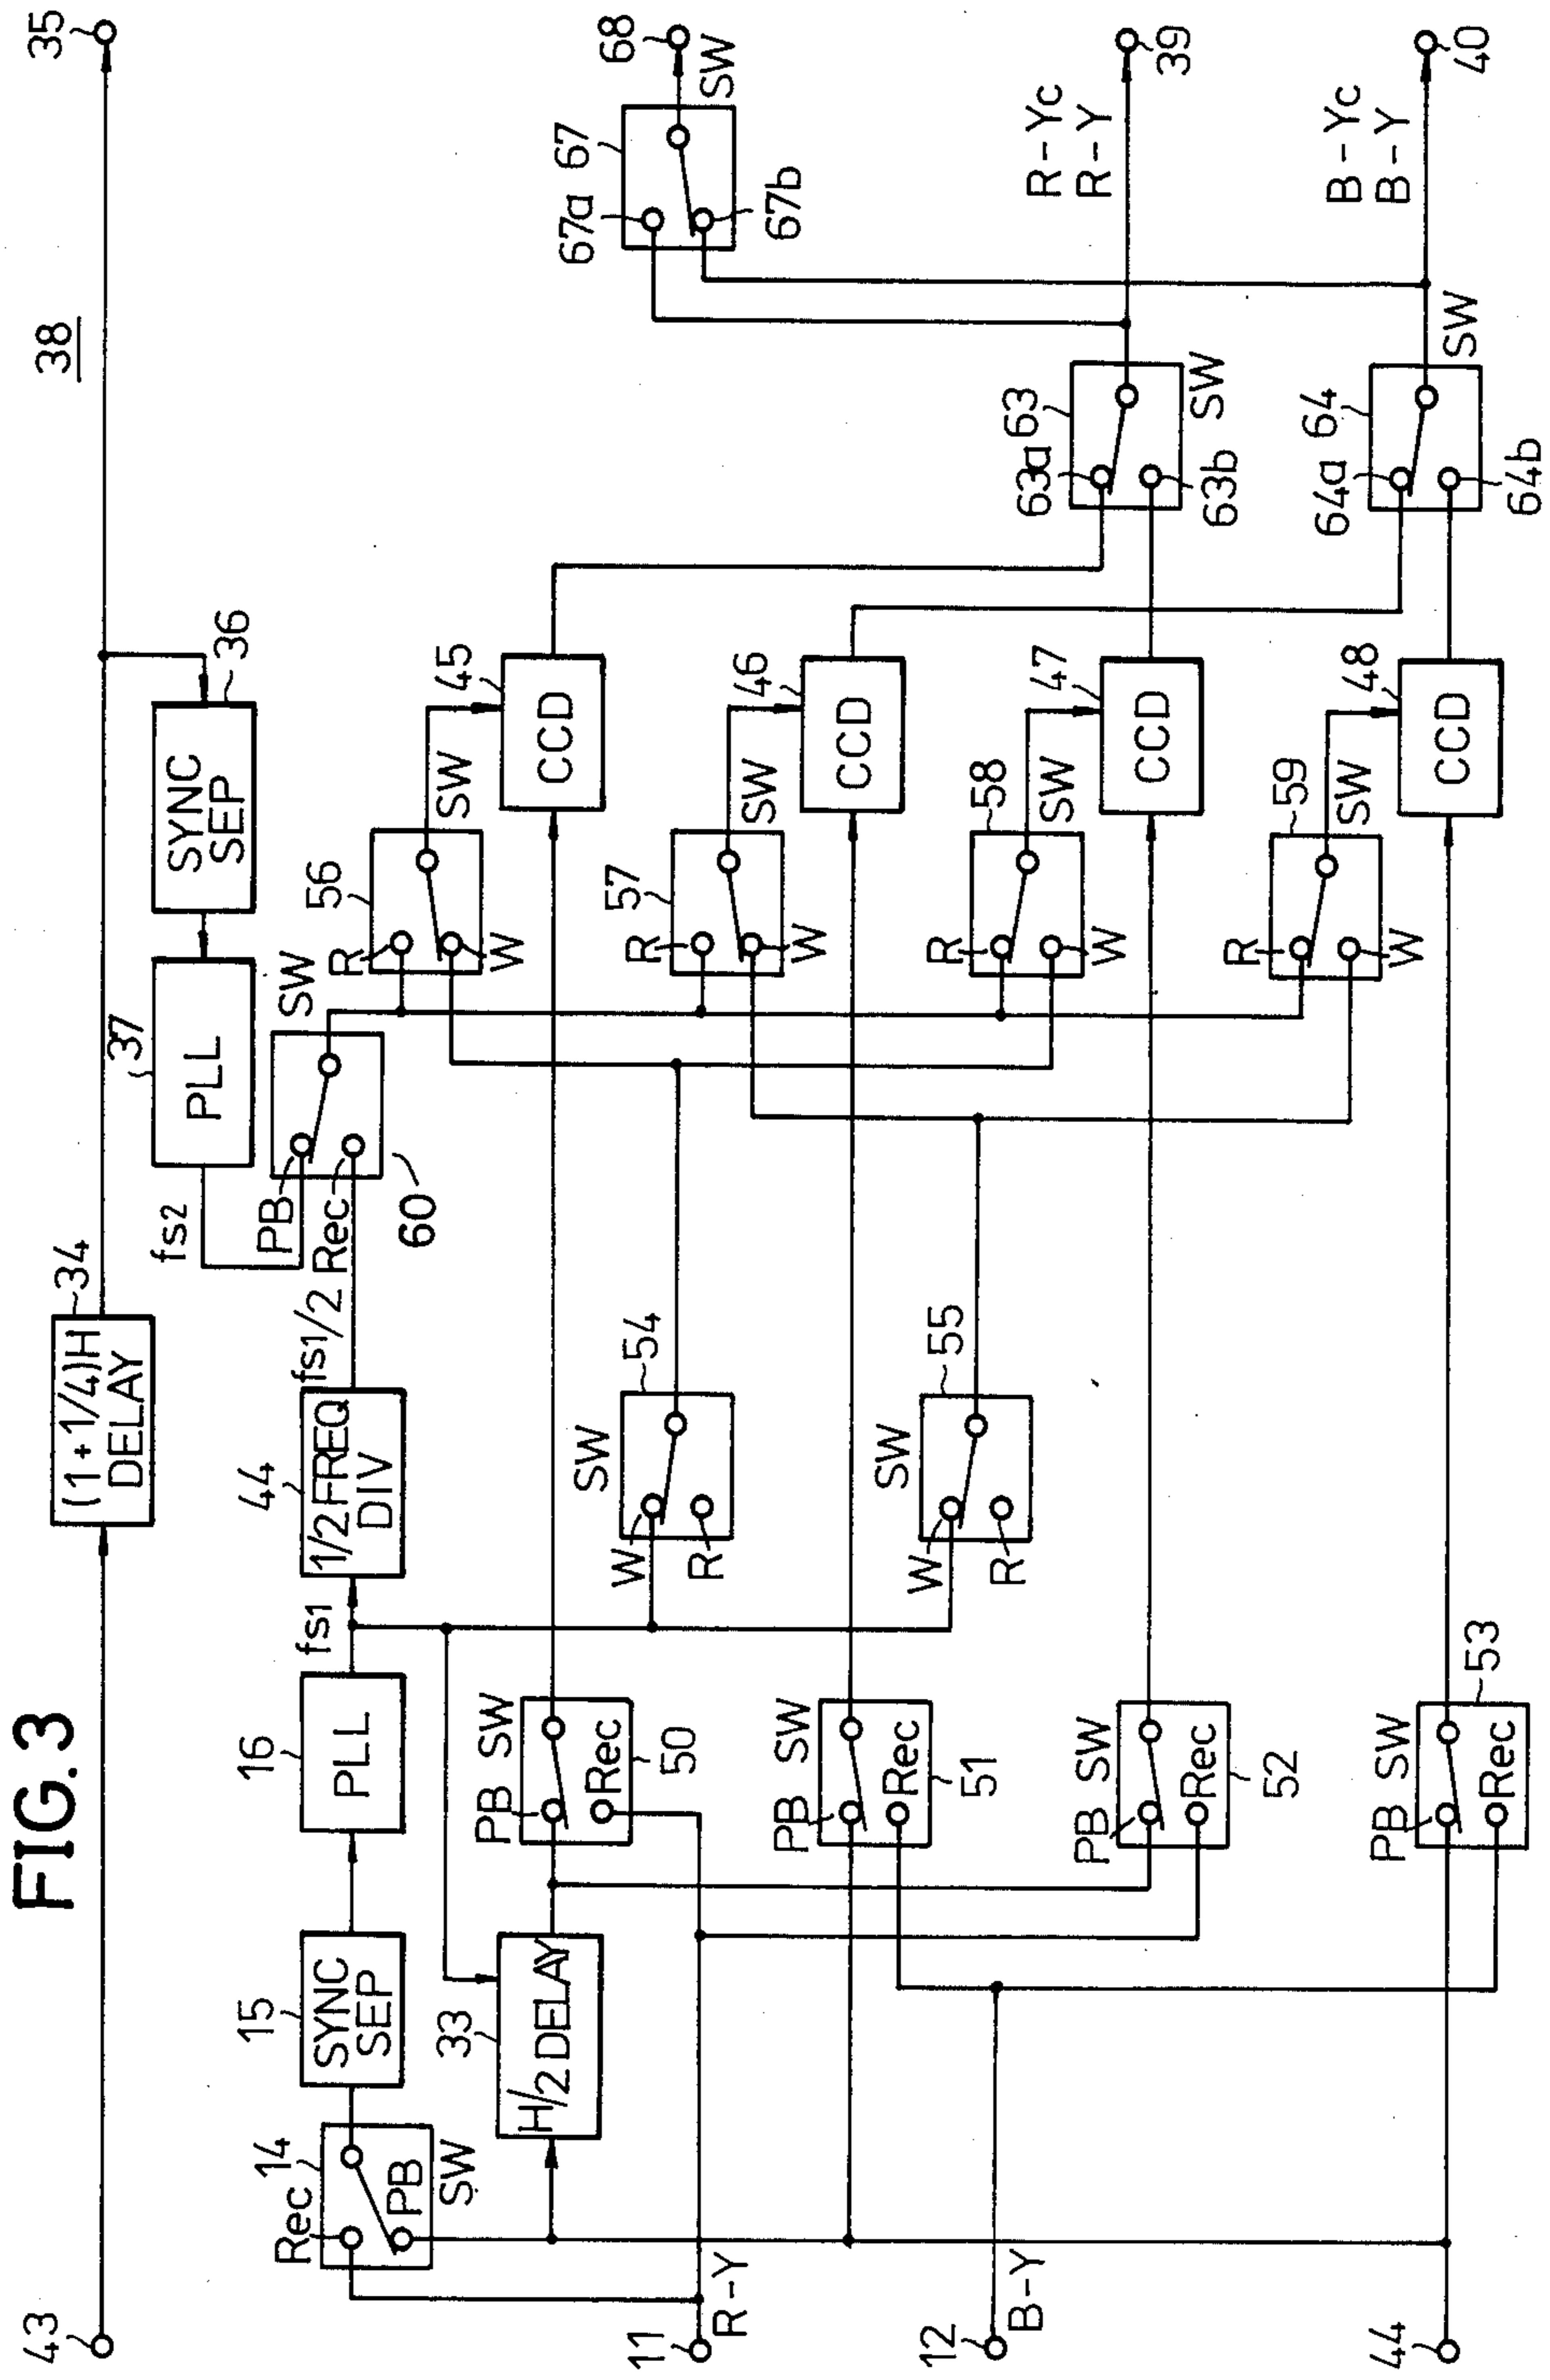 FIG. 3
38
43
(1+1/4)H
DELAY
34
35
SYNC
SEP
36
PLL
37
fs2
PB
Rec
SW
60
Rec
PB
14
SW
SYNC
SEP
15
PLL
16
fs1
1/2 FREQ
DIV
44
fs1/2
H/2 DELAY
33
PB
SW
Rec
50
W
R
SW
54
R
W
56
SW
CCD
45
67a
67b
67
SW
68
11
R-Y
PB
SW
Rec
51
W
R
SW
55
R
W
57
SW
CCD
46
12
B-Y
PB
SW
Rec
52
R
W
58
SW
CCD
47
63a
63b
63
SW
R-Yc
R-Y
39
44
PB
SW
Rec
53
R
W
59
SW
CCD
48
64a
64b
64
SW
B-Yc
B-Y
40